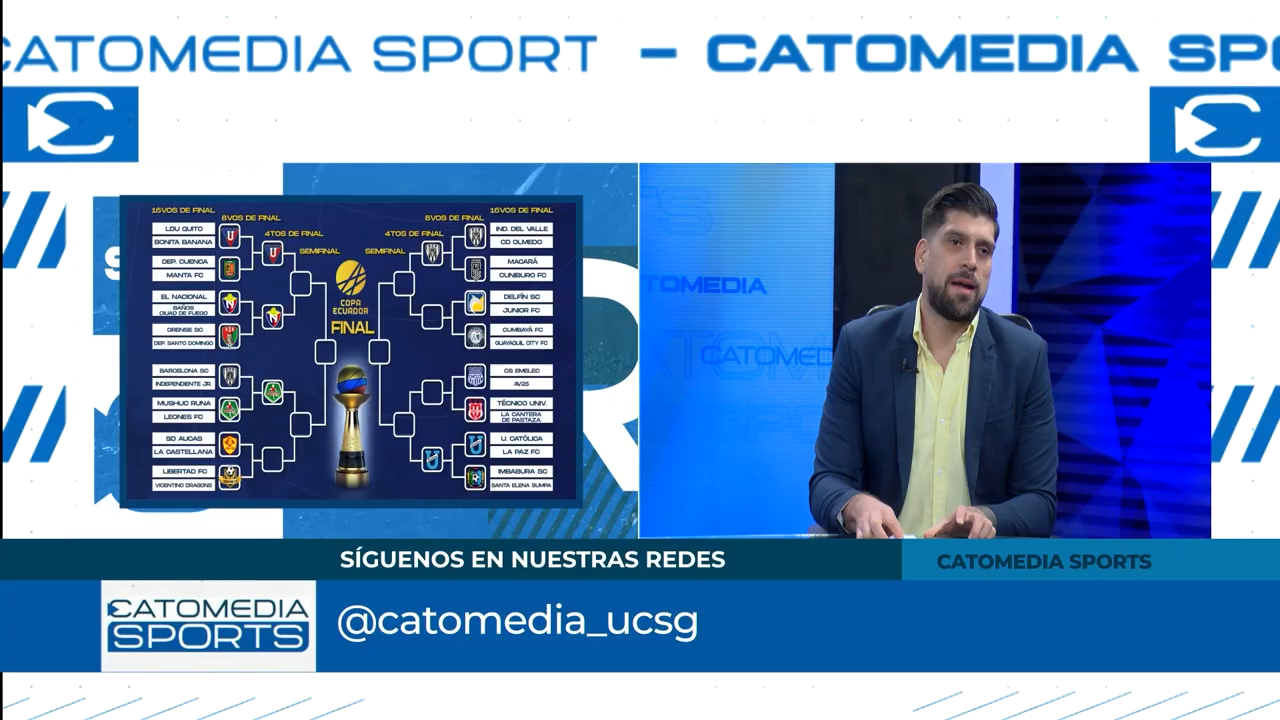 CATOMEDIA SPORT - CATOMEDIA SPO
16VOS DE FINAL
8VOS DE FINAL
4TOS DE FINAL
SEMIFINAL
LDU QUITO
BONITA BANANA
DEP. CUENCA
MANTA FC
EL NACIONAL
BAÑOS
CIUAD DE FUEGO
ORENSE SC
DEP. SANTO DOMINGO
BARCELONA SC
INDEPENDIENTE JR.
MUSHUC RUNA
LEONES FC
SD AUCAS
LA CASTELLANA
LIBERTAD FC
VICENTINO DRAGONS
COPA
ECUADOR
FINAL
8VOS DE FINAL
16VOS DE FINAL
4TOS DE FINAL
SEMIFINAL
IND. DEL VALLE
CD OLMEDO
MACARÁ
CUNIBURO FC
DELFÍN SC
JUNIOR FC
CUMBAYÁ FC
GUAYAQUIL CITY FC
CS EMELEC
AV25
TÉCNICO UNIV.
LA CANTERA
DE PASTAZA
U. CATÓLICA
LA PAZ FC
IMBABURA SC
SANTA ELENA SUMPA
TOMEDIA
CATOMED
SÍGUENOS EN NUESTRAS REDES
CATOMEDIA SPORTS
CATOMEDIA
SPORTS
@catomedia_ucsg